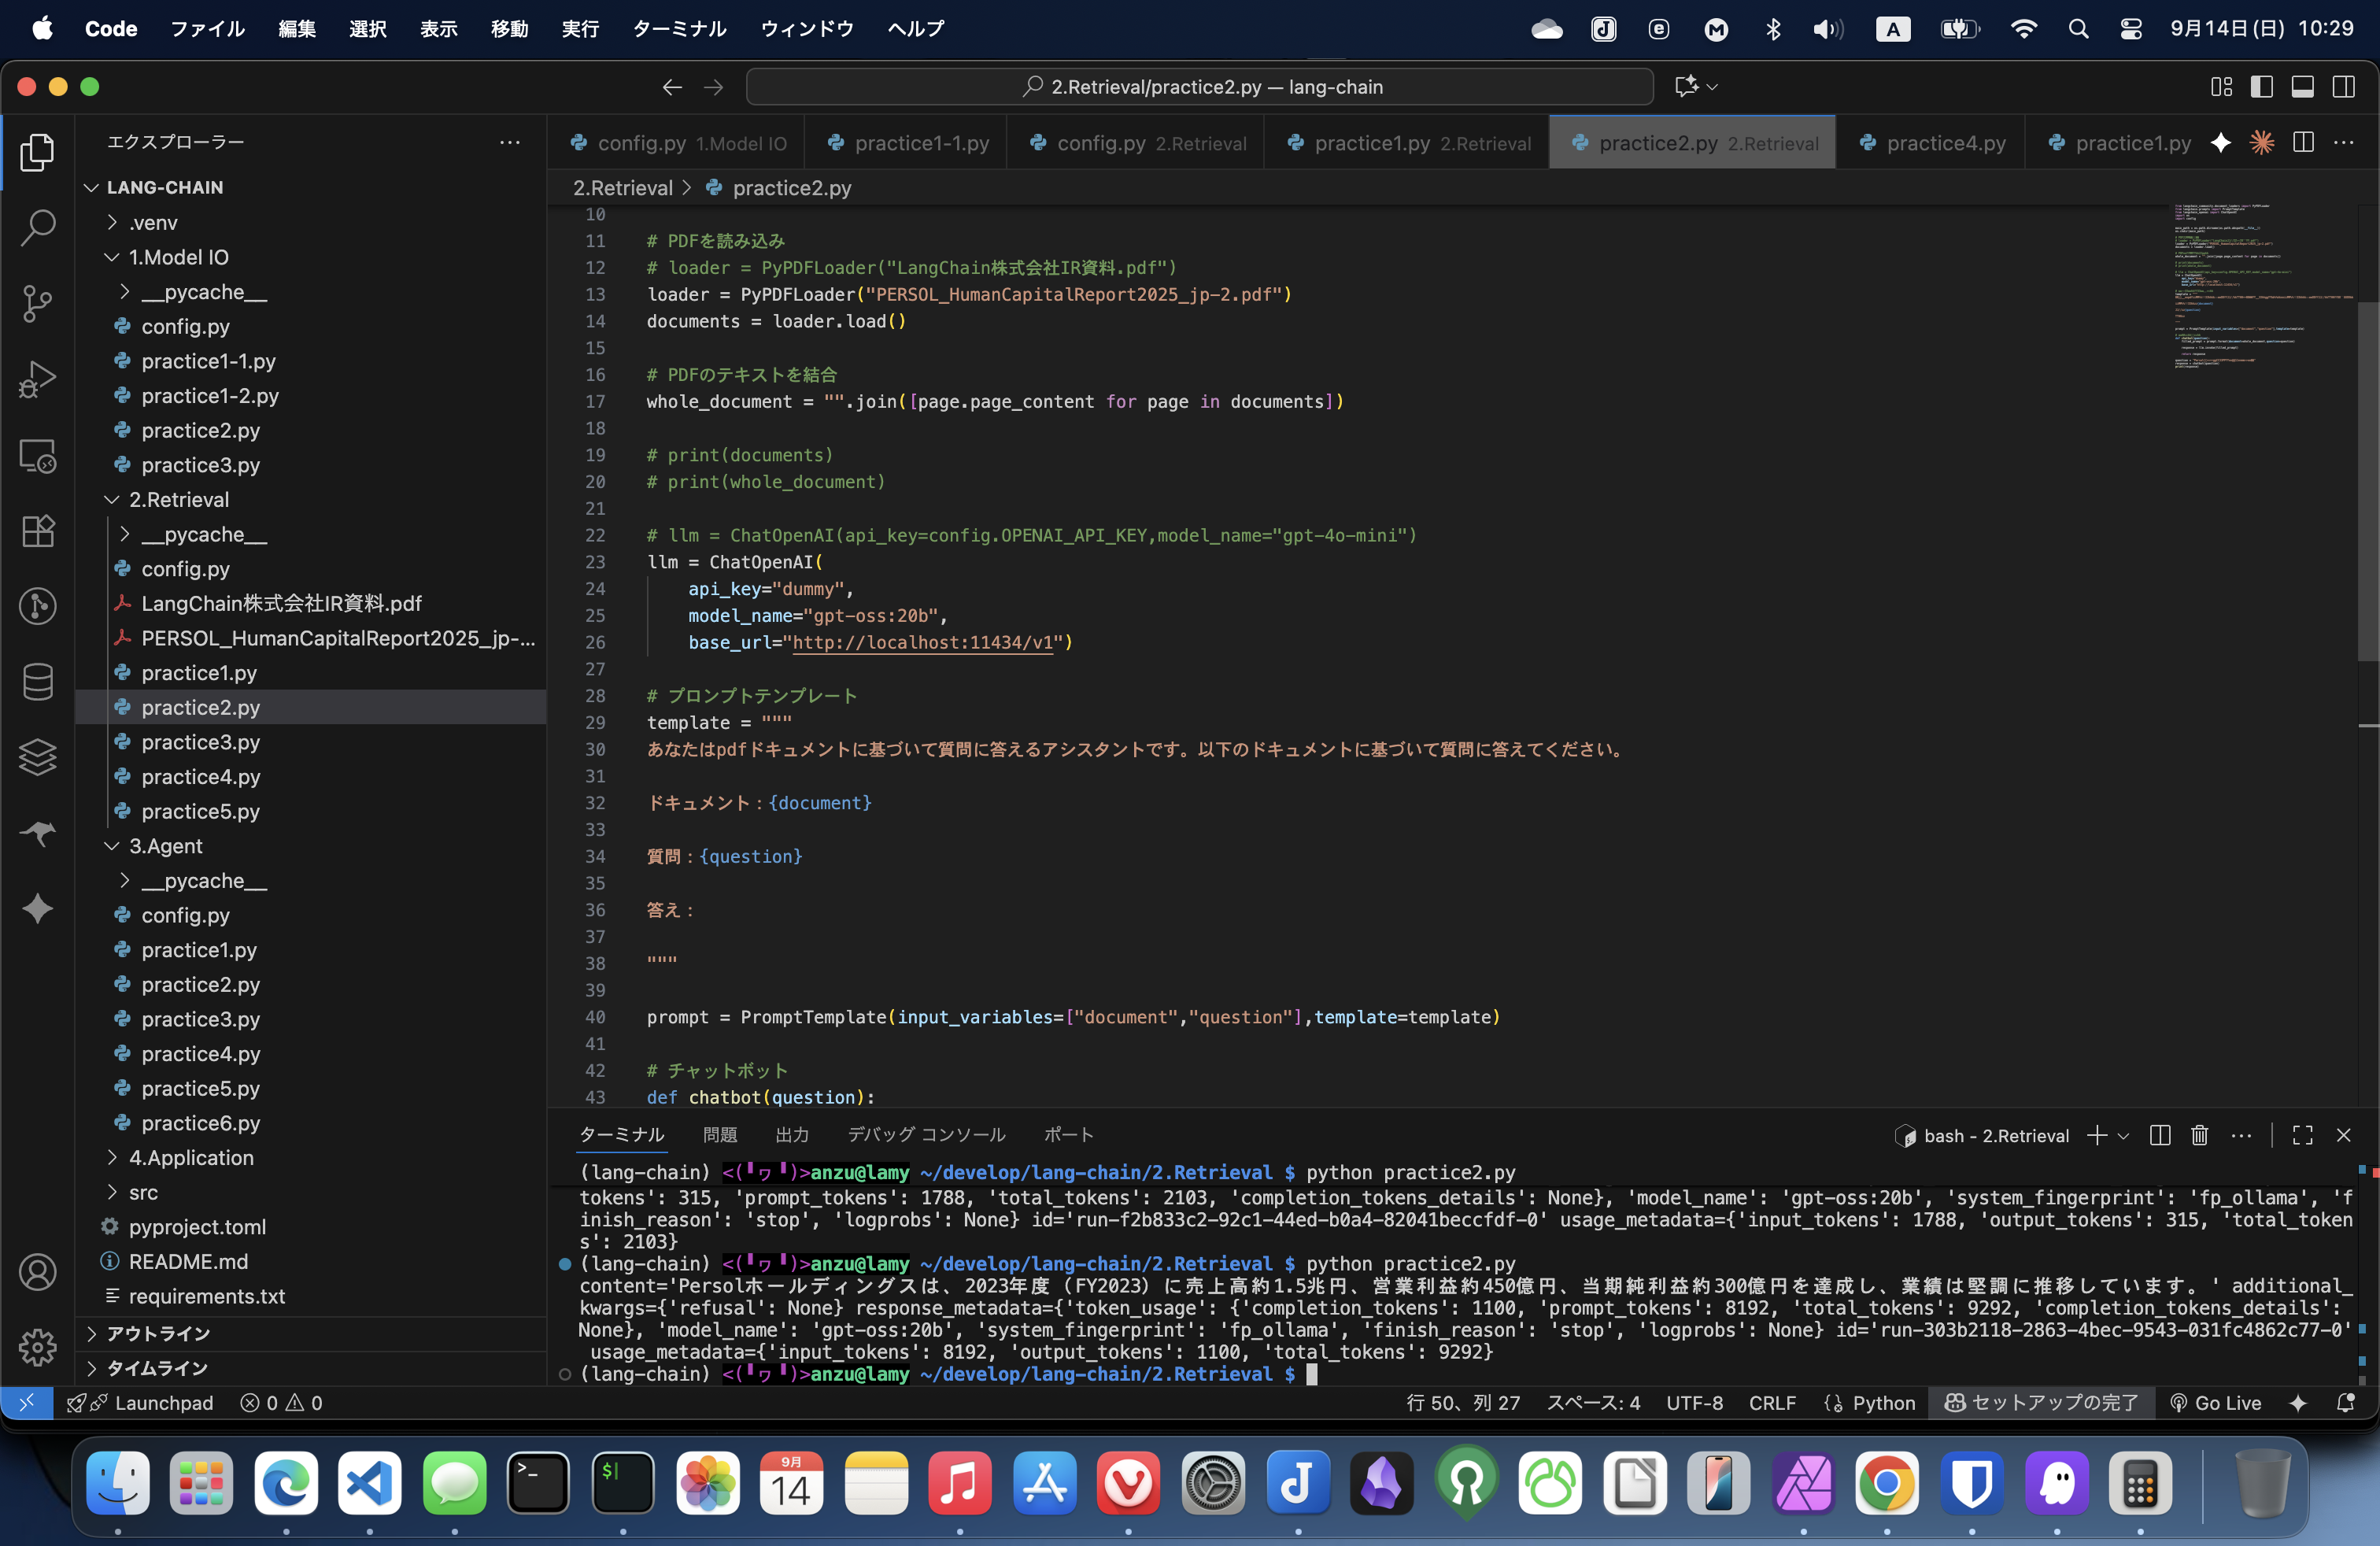 Code ファイル 編集 選択 表示 移動 実行 ターミナル ウィンドウ ヘルプ A 9月14日(日) 10:29
2.Retrieval/practice2.py — lang-chain
エクスプローラー
config.py 1.Model IO practice1-1.py config.py 2.Retrieval practice1.py 2.Retrieval practice2.py 2.Retrieval practice4.py practice1.py
2.Retrieval > practice2.py
LANG-CHAIN
.venv
1.Model IO
__pycache__
config.py
practice1-1.py
practice1-2.py
practice2.py
practice3.py
2.Retrieval
__pycache__
config.py
LangChain株式会社IR資料.pdf
PERSOL_HumanCapitalReport2025_jp-...
practice1.py
practice2.py
practice3.py
practice4.py
practice5.py
3.Agent
__pycache__
config.py
practice1.py
practice2.py
practice3.py
practice4.py
practice5.py
practice6.py
4.Application
src
pyproject.toml
README.md
requirements.txt
アウトライン
タイムライン
10
11 # PDFを読み込み
12 # loader = PyPDFLoader("LangChain株式会社IR資料.pdf")
13 loader = PyPDFLoader("PERSOL_HumanCapitalReport2025_jp-2.pdf")
14 documents = loader.load()
15
16 # PDFのテキストを結合
17 whole_document = "".join([page.page_content for page in documents])
18
19 # print(documents)
20 # print(whole_document)
21
22 # llm = ChatOpenAI(api_key=config.OPENAI_API_KEY,model_name="gpt-4o-mini")
23 llm = ChatOpenAI(
24 api_key="dummy",
25 model_name="gpt-oss:20b",
26 base_url="http://localhost:11434/v1")
27
28 # プロンプトテンプレート
29 template = """
30 あなたはpdfドキュメントに基づいて質問に答えるアシスタントです。以下のドキュメントに基づいて質問に答えてください。
31
32 ドキュメント：{document}
33
34 質問：{question}
35
36 答え：
37
38 """
39
40 prompt = PromptTemplate(input_variables=["document","question"],template=template)
41
42 # チャットボット
43 def chatbot(question):
ターミナル 問題 出力 デバッグ コンソール ポート bash - 2.Retrieval
(lang-chain) <(╹ヮ╹)>anzu@lamy ~/develop/lang-chain/2.Retrieval $ python practice2.py
tokens': 315, 'prompt_tokens': 1788, 'total_tokens': 2103, 'completion_tokens_details': None}, 'model_name': 'gpt-oss:20b', 'system_fingerprint': 'fp_ollama', 'f
inish_reason': 'stop', 'logprobs': None} id='run-f2b833c2-92c1-44ed-b0a4-82041beccfdf-0' usage_metadata={'input_tokens': 1788, 'output_tokens': 315, 'total_token
s': 2103}
(lang-chain) <(╹ヮ╹)>anzu@lamy ~/develop/lang-chain/2.Retrieval $ python practice2.py
content='Persolホールディングスは、2023年度（FY2023）に売上高約1.5兆円、営業利益約450億円、当期純利益約300億円を達成し、業績は堅調に推移しています。' additional_
kwargs={'refusal': None} response_metadata={'token_usage': {'completion_tokens': 1100, 'prompt_tokens': 8192, 'total_tokens': 9292, 'completion_tokens_details':
None}, 'model_name': 'gpt-oss:20b', 'system_fingerprint': 'fp_ollama', 'finish_reason': 'stop', 'logprobs': None} id='run-303b2118-2863-4bec-9543-031fc4862c77-0'
usage_metadata={'input_tokens': 8192, 'output_tokens': 1100, 'total_tokens': 9292}
(lang-chain) <(╹ヮ╹)>anzu@lamy ~/develop/lang-chain/2.Retrieval $
Launchpad 0 0 行 50、列 27 スペース: 4 UTF-8 CRLF Python セットアップの完了 Go Live
9月
14